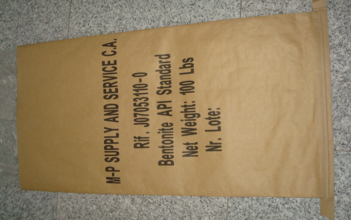 M-P SUPPLY AND SERVICE C.A.
Rif. J07053110-0
Bentonite API Standard
Net Weight: 100 Lbs
Nr. Lote: